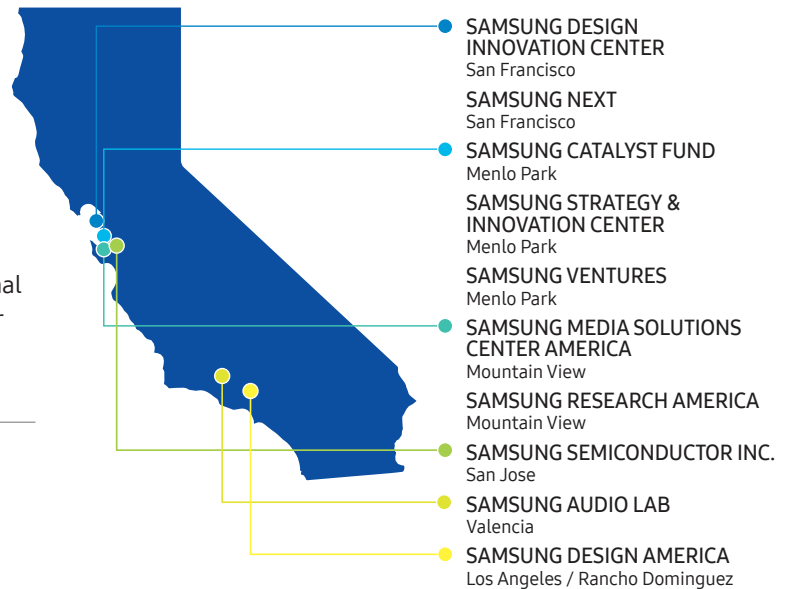 SAMSUNG DESIGN
INNOVATION CENTER
San Francisco
SAMSUNG NEXT
San Francisco
SAMSUNG CATALYST FUND
Menlo Park
SAMSUNG STRATEGY &
INNOVATION CENTER
Menlo Park
SAMSUNG VENTURES
Menlo Park
SAMSUNG MEDIA SOLUTIONS
CENTER AMERICA
Mountain View
SAMSUNG RESEARCH AMERICA
Mountain View
SAMSUNG SEMICONDUCTOR INC.
San Jose
SAMSUNG AUDIO LAB
Valencia
SAMSUNG DESIGN AMERICA
Los Angeles / Rancho Dominguez